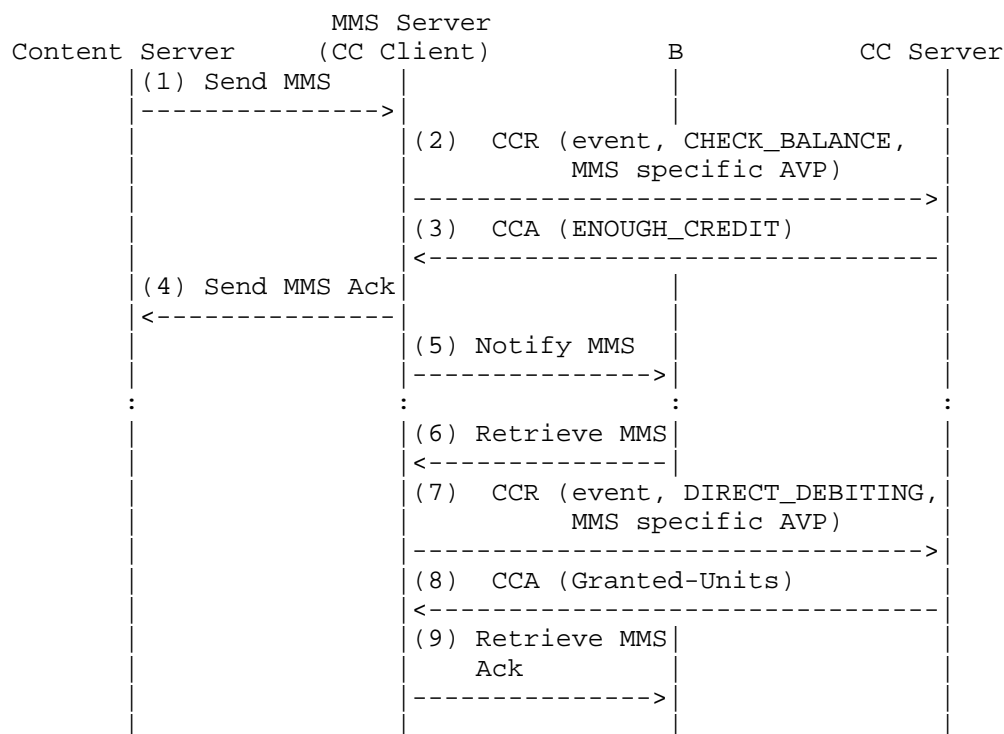 MMS Server
Content Server (CC Client) B CC Server
(1) Send MMS
(2) CCR (event, CHECK_BALANCE,
MMS specific AVP)
(3) CCA (ENOUGH_CREDIT)
(4) Send MMS Ack
(5) Notify MMS
: : : :
(6) Retrieve MMS
(7) CCR (event, DIRECT_DEBITING,
MMS specific AVP)
(8) CCA (Granted-Units)
(9) Retrieve MMS
Ack